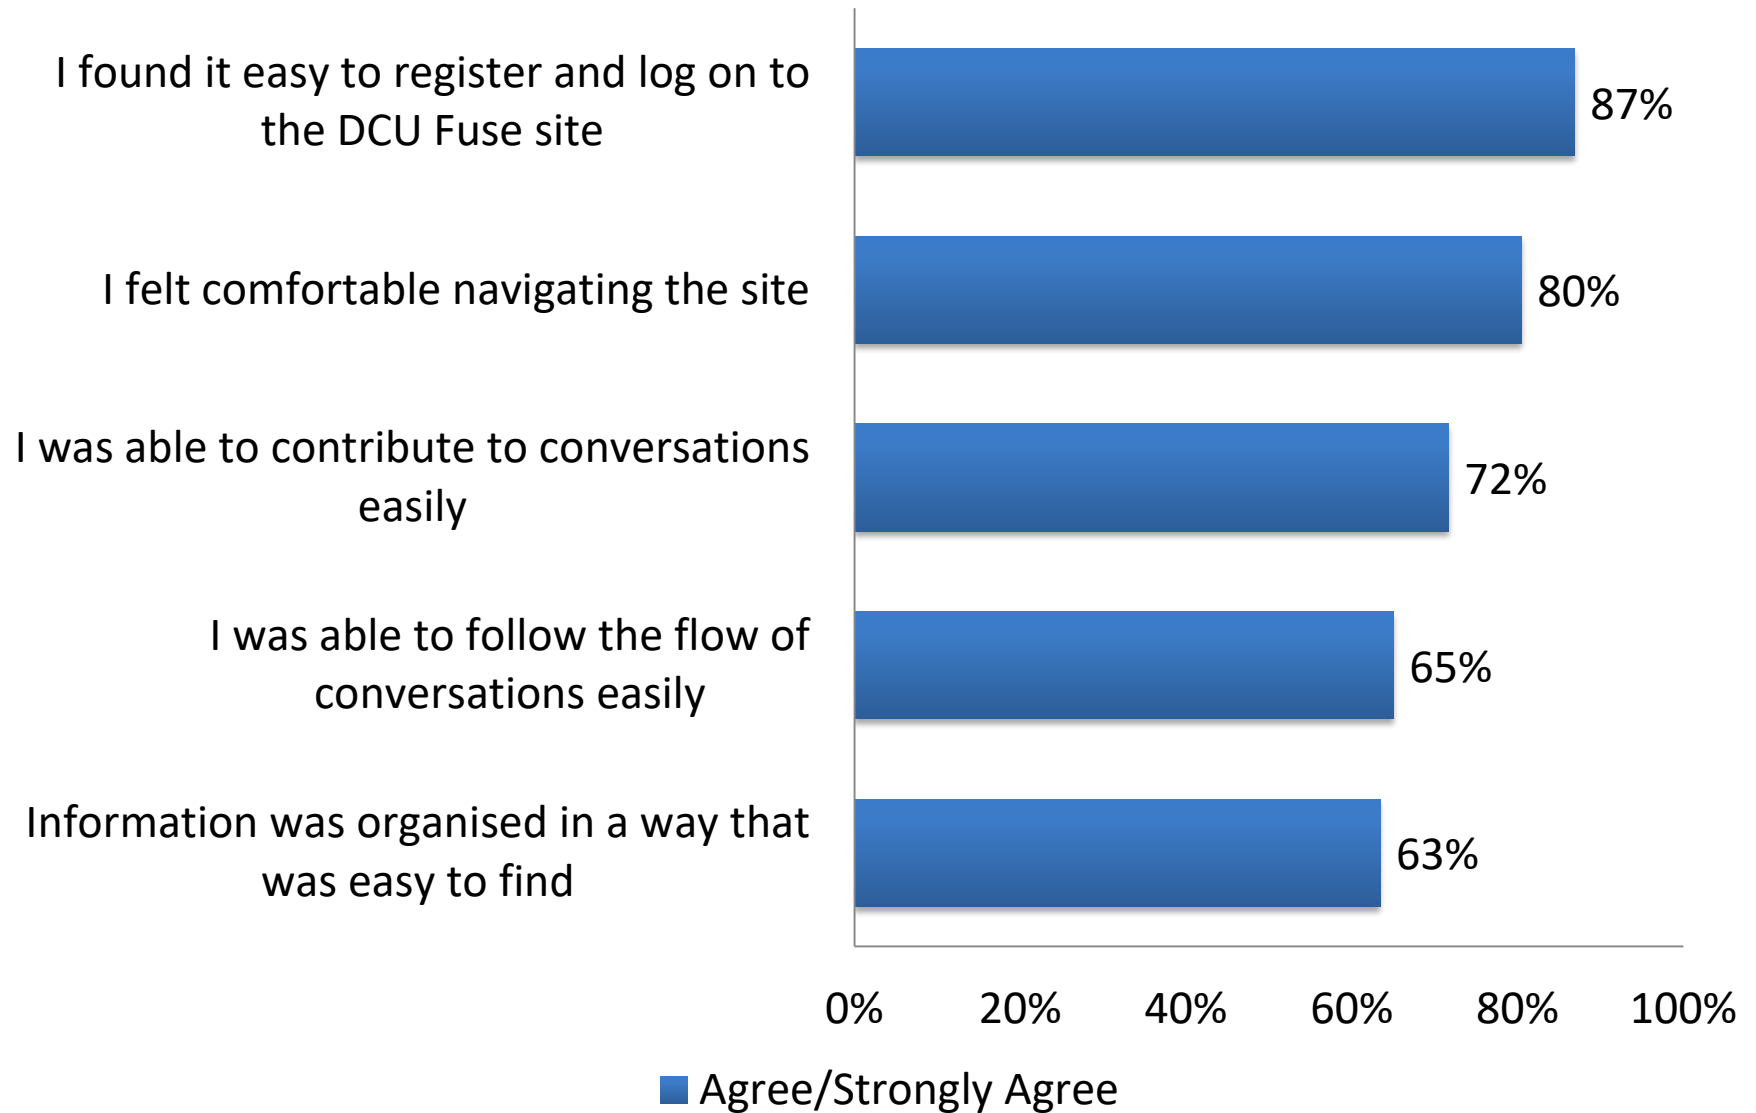 I found it easy to register and log on to
the DCU Fuse site
87%
I felt comfortable navigating the site
80%
I was able to contribute to conversations
easily
72%
I was able to follow the flow of
conversations easily
65%
Information was organised in a way that
was easy to find
63%
0% 20% 40% 60% 80% 100%
Agree/Strongly Agree